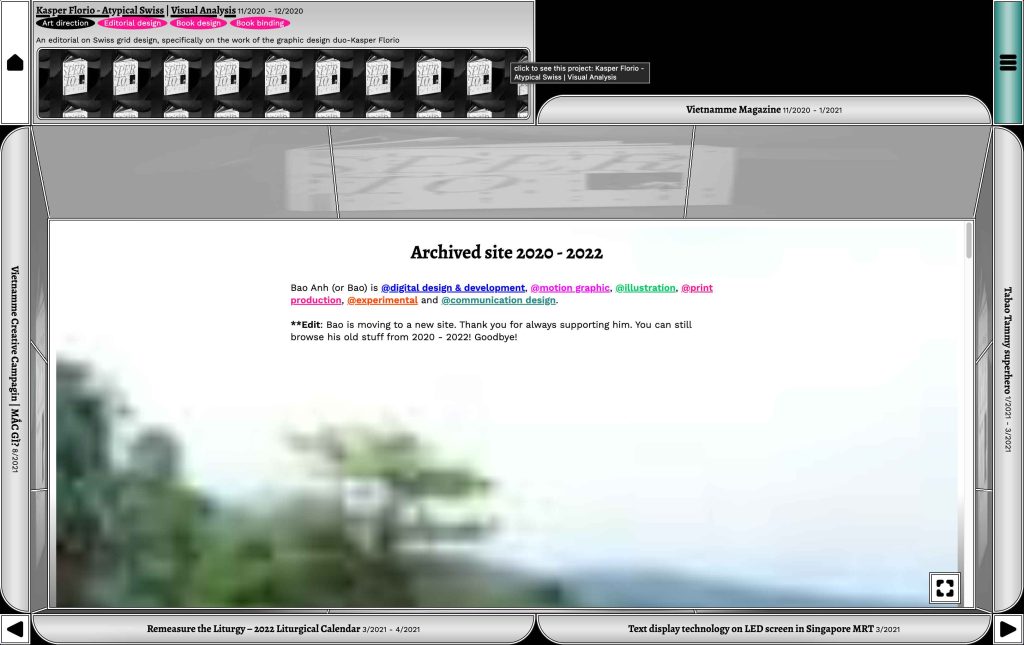 Kasper Florio - Atypical Swiss | Visual Analysis 11/2020 - 12/2020
Art direction Editorial design Book design Book binding
An editorial on Swiss grid design, specifically on the work of the graphic design duo-Kasper Florio
click to see this project: Kasper Florio -
Atypical Swiss | Visual Analysis
Vietnamme Magazine 11/2020 - 1/2021
Archived site 2020 - 2022
Bao Anh (or Bao) is @digital design & development, @motion graphic, @illustration, @print
production, @experimental and @communication design.
**Edit: Bao is moving to a new site. Thank you for always supporting him. You can still
browse his old stuff from 2020 - 2022! Goodbye!
Vietnamme Creative Campagin | MẮC GÌ? 8/2021
Tabao Tammy superhero 1/2021 - 3/2021
Remeasure the Liturgy – 2022 Liturgical Calendar 3/2021 - 4/2021
Text display technology on LED screen in Singapore MRT 3/2021